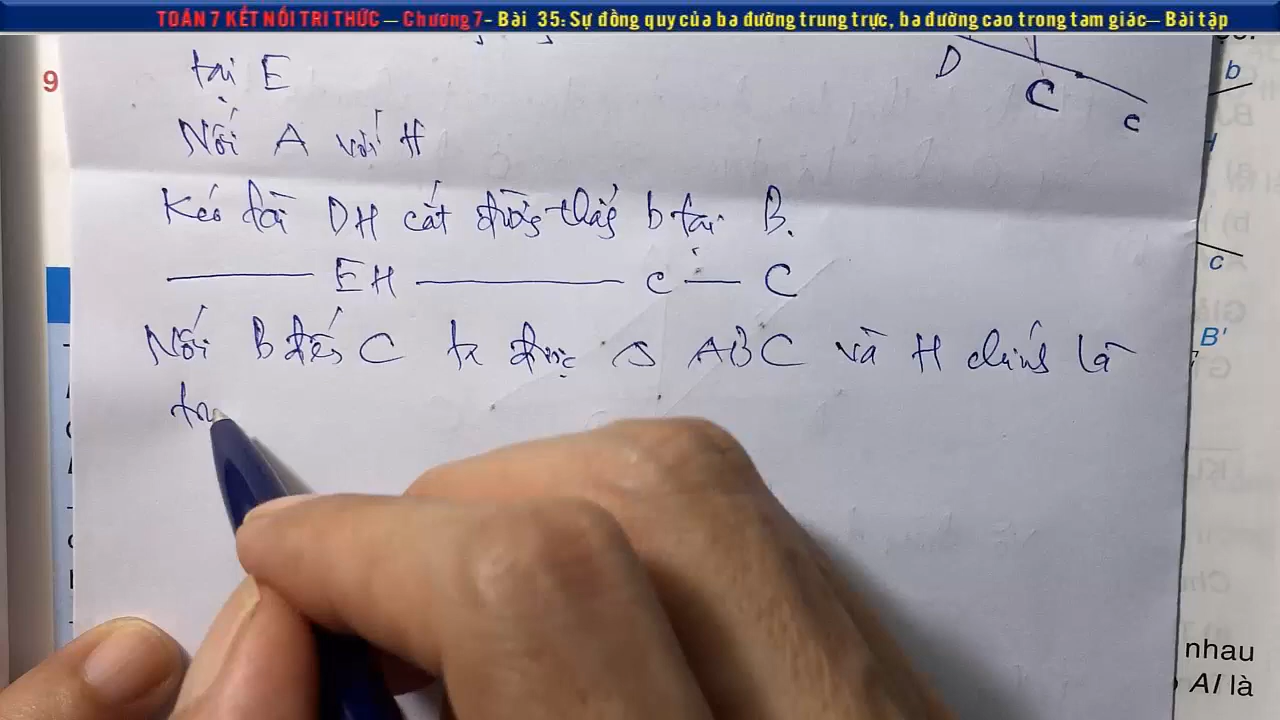 TOÁN 7 KẾT NỐI TRI THỨC – Chương 7 - Bài 35: Sự đồng quy của ba đường trung trực, ba đường cao trong tam giác – Bài tập
9
D
C
c
b
tại E
Nối A với H
Kéo dài DH cắt đường thẳng b tại B.
EH c C
c
Nối B đến C ta được Δ ABC và H chính là
B'
tr
nhau
AI là